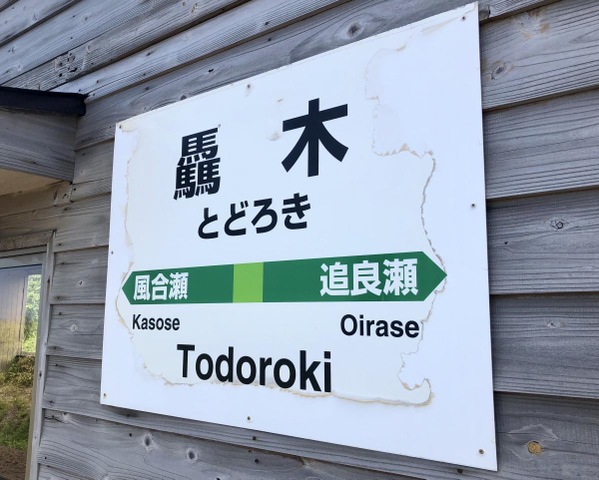 驫木
とどろき
風合瀬 追良瀬
Kasose Oirase
Todoroki